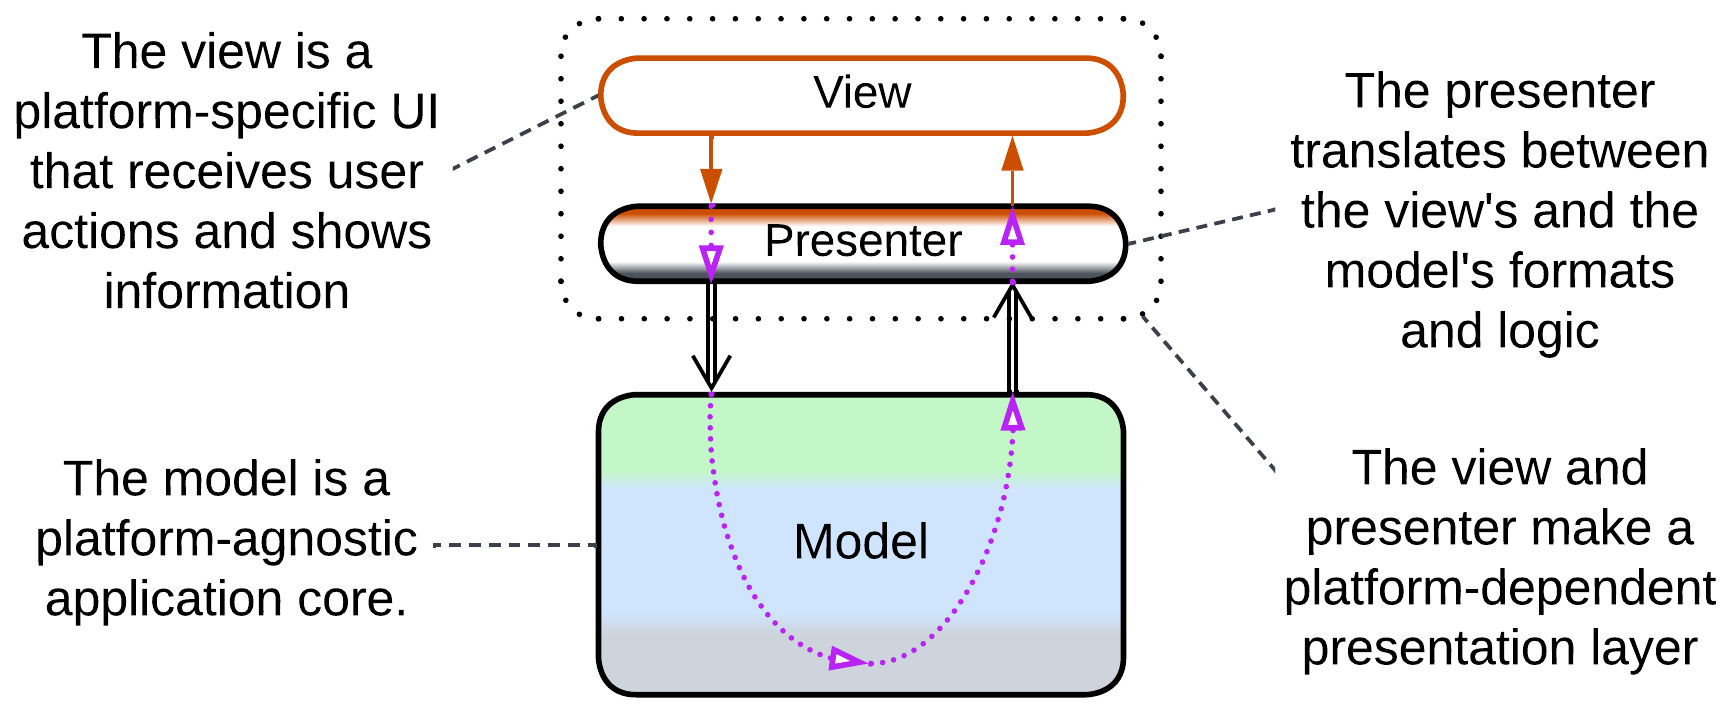 The view is a
platform-specific UI
that receives user
actions and shows
information
View
Presenter
The presenter
translates between
the view's and the
model's formats
and logic
The model is a
platform-agnostic
application core.
Model
The view and
presenter make a
platform-dependent
presentation layer